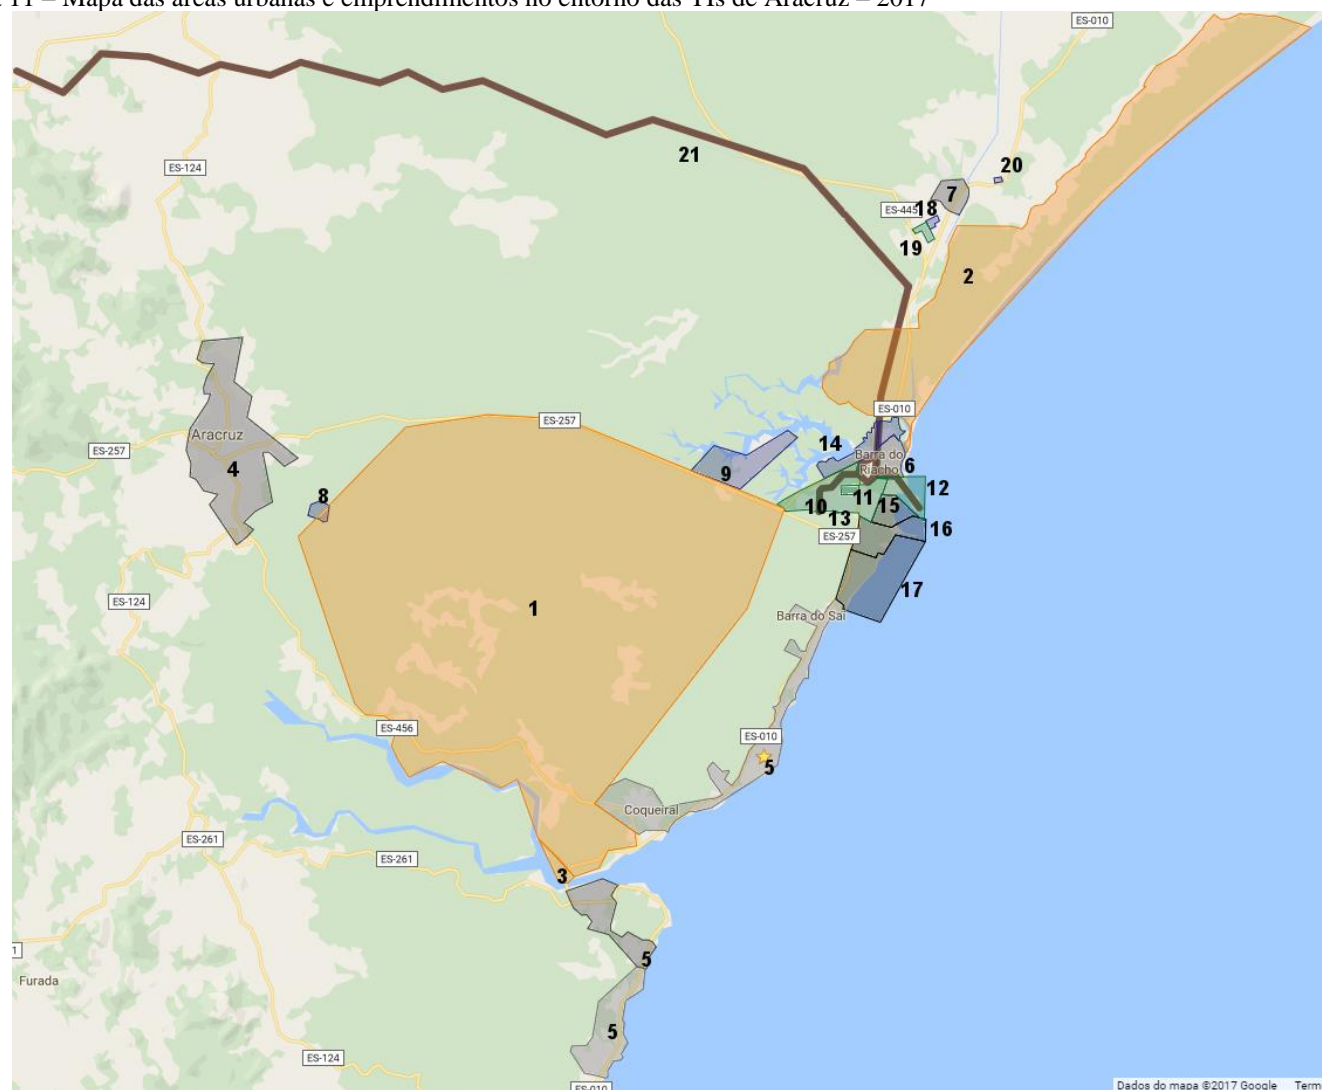 11 – Mapa das áreas urbanas e emprendimentos no entorno das TIs de Aracruz – 2017
ES-010
21
ES-124
20
7
ES-445
18
19
2
ES-010
ES-257
Aracruz
ES-257
14
Barra do
Riacho
6
4
9
12
8
10
11
15
13
16
ES-257
17
ES-124
1
Barra do Sai
ES-456
ES-010
5
Coqueiral
ES-261
ES-261
3
1
5
Furada
5
ES-124
ES-010
Dados do mapa ©2017 Google
Term